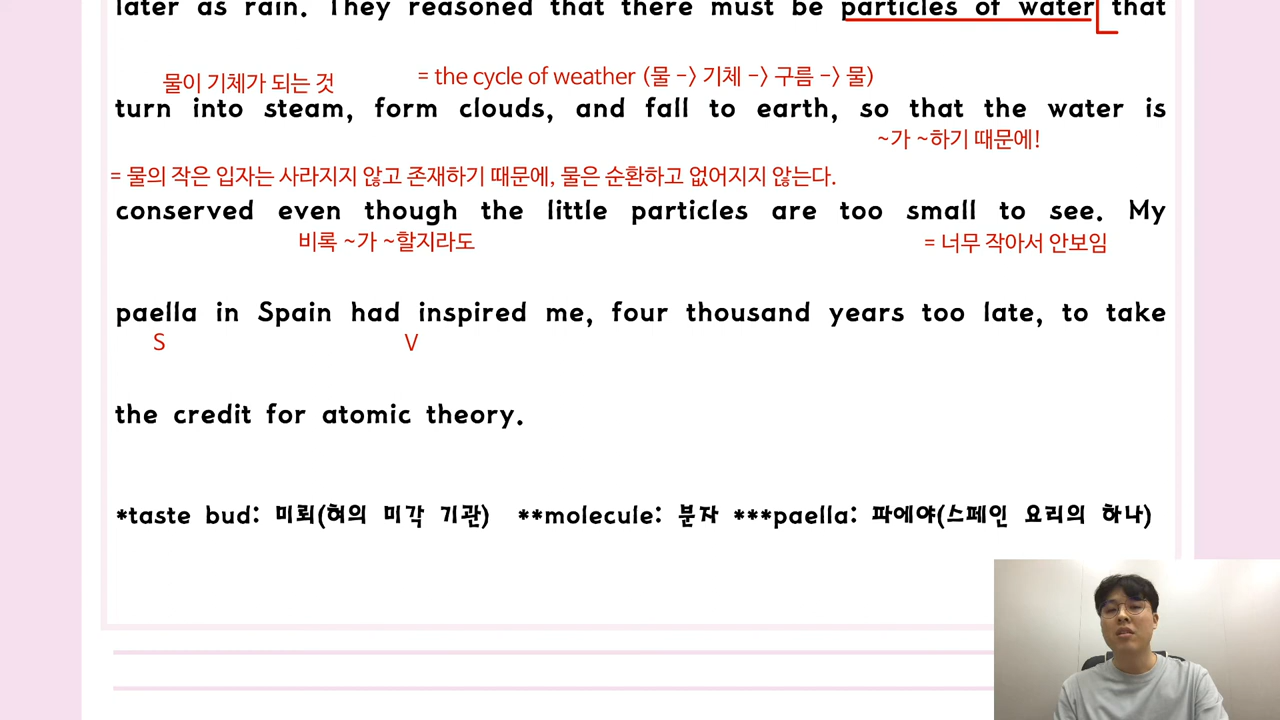 later as rain. They reasoned that there must be particles of water that
물이 기체가 되는 것
= the cycle of weather (물 -> 기체 -> 구름 -> 물)
turn into steam, form clouds, and fall to earth, so that the water is
~가 ~하기 때문에!
= 물의 작은 입자는 사라지지 않고 존재하기 때문에, 물은 순환하고 없어지지 않는다.
conserved even though the little particles are too small to see. My
비록 ~가 ~할지라도
= 너무 작아서 안보임
paella in Spain had inspired me, four thousand years too late, to take
S
V
the credit for atomic theory.
*taste bud: 미뢰(혀의 미각 기관) **molecule: 분자 ***paella: 파에야(스페인 요리의 하나)